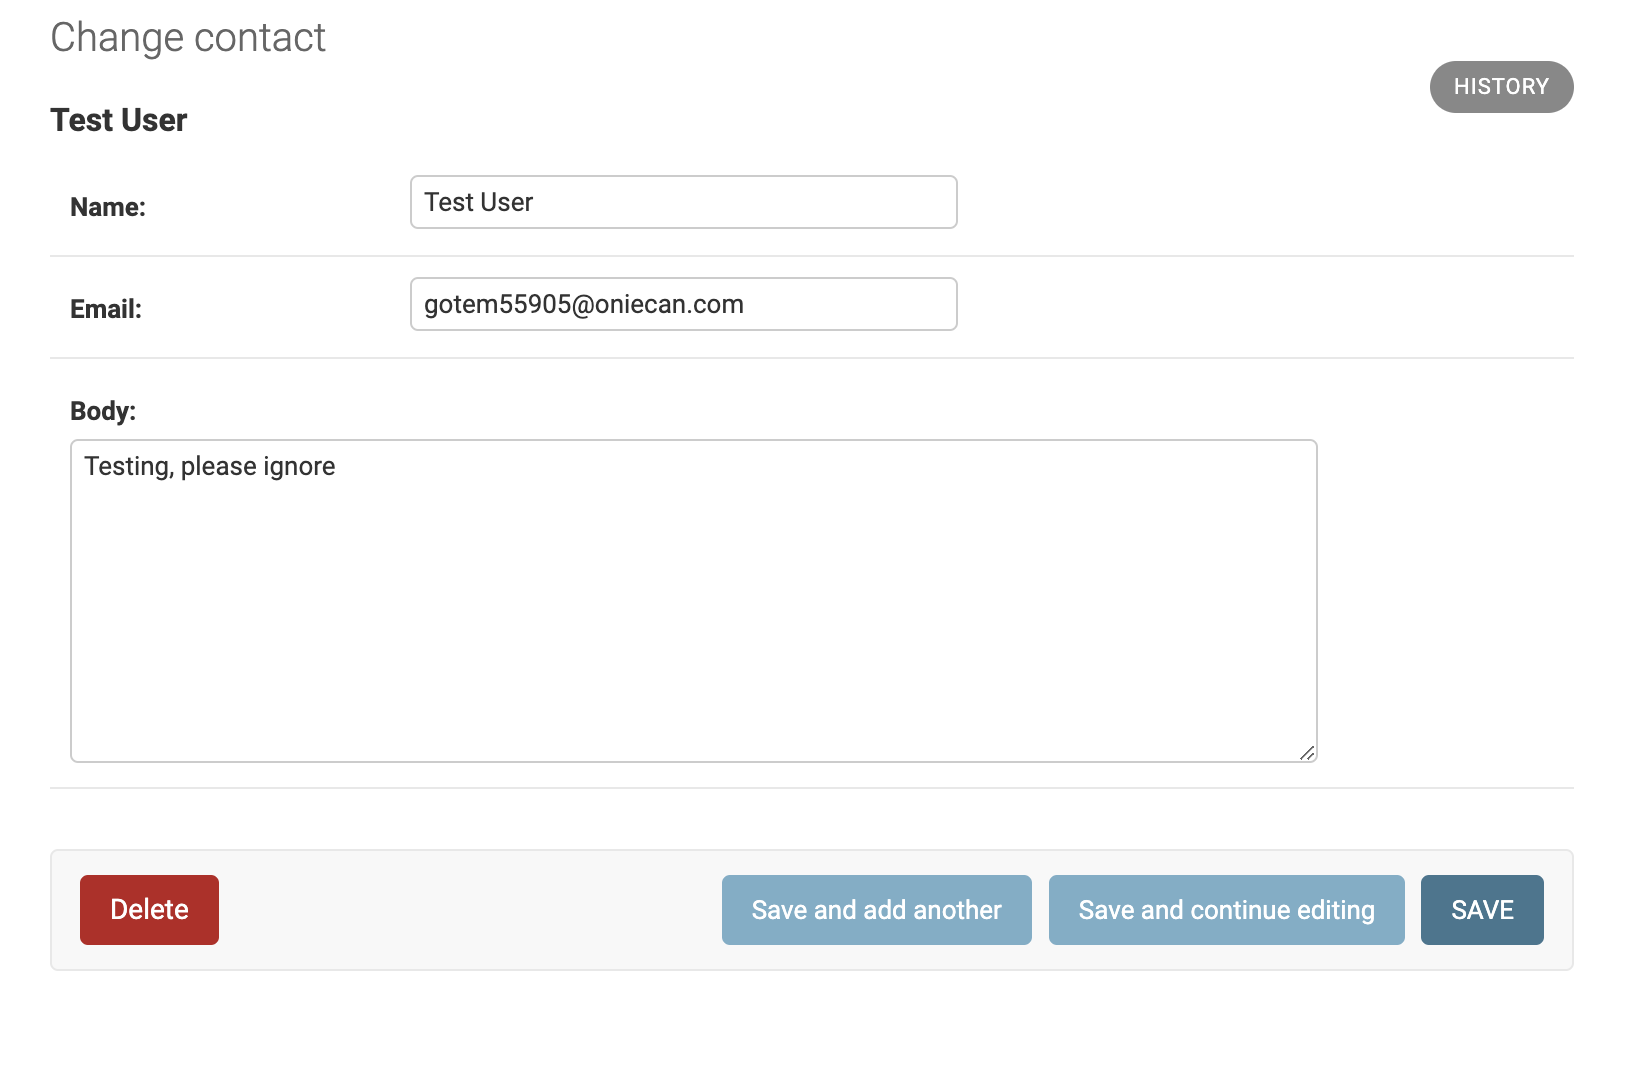 Change contact
HISTORY
Test User
Name:
Test User
Email:
gotem55905@oniecan.com
Body:
Testing, please ignore
Delete
Save and add another
Save and continue editing
SAVE